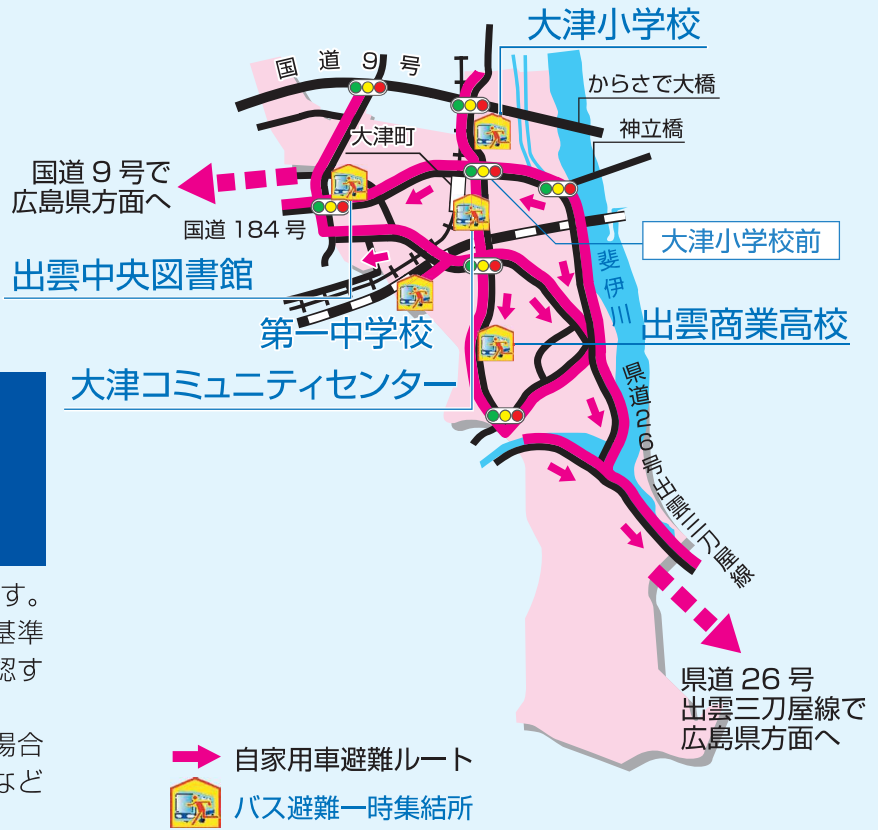 大津小学校
国道9号
からさで大橋
大津町
神立橋
国道9号で
広島県方面へ
国道184号
大津小学校前
出雲中央図書館
斐伊川
第一中学校
出雲商業高校
大津コミュニティセンター
県道26号出雲三刀屋線
す。
基準
認す
場合
など
県道26号
出雲三刀屋線で
広島県方面へ
自家用車避難ルート
バス避難一時集結所